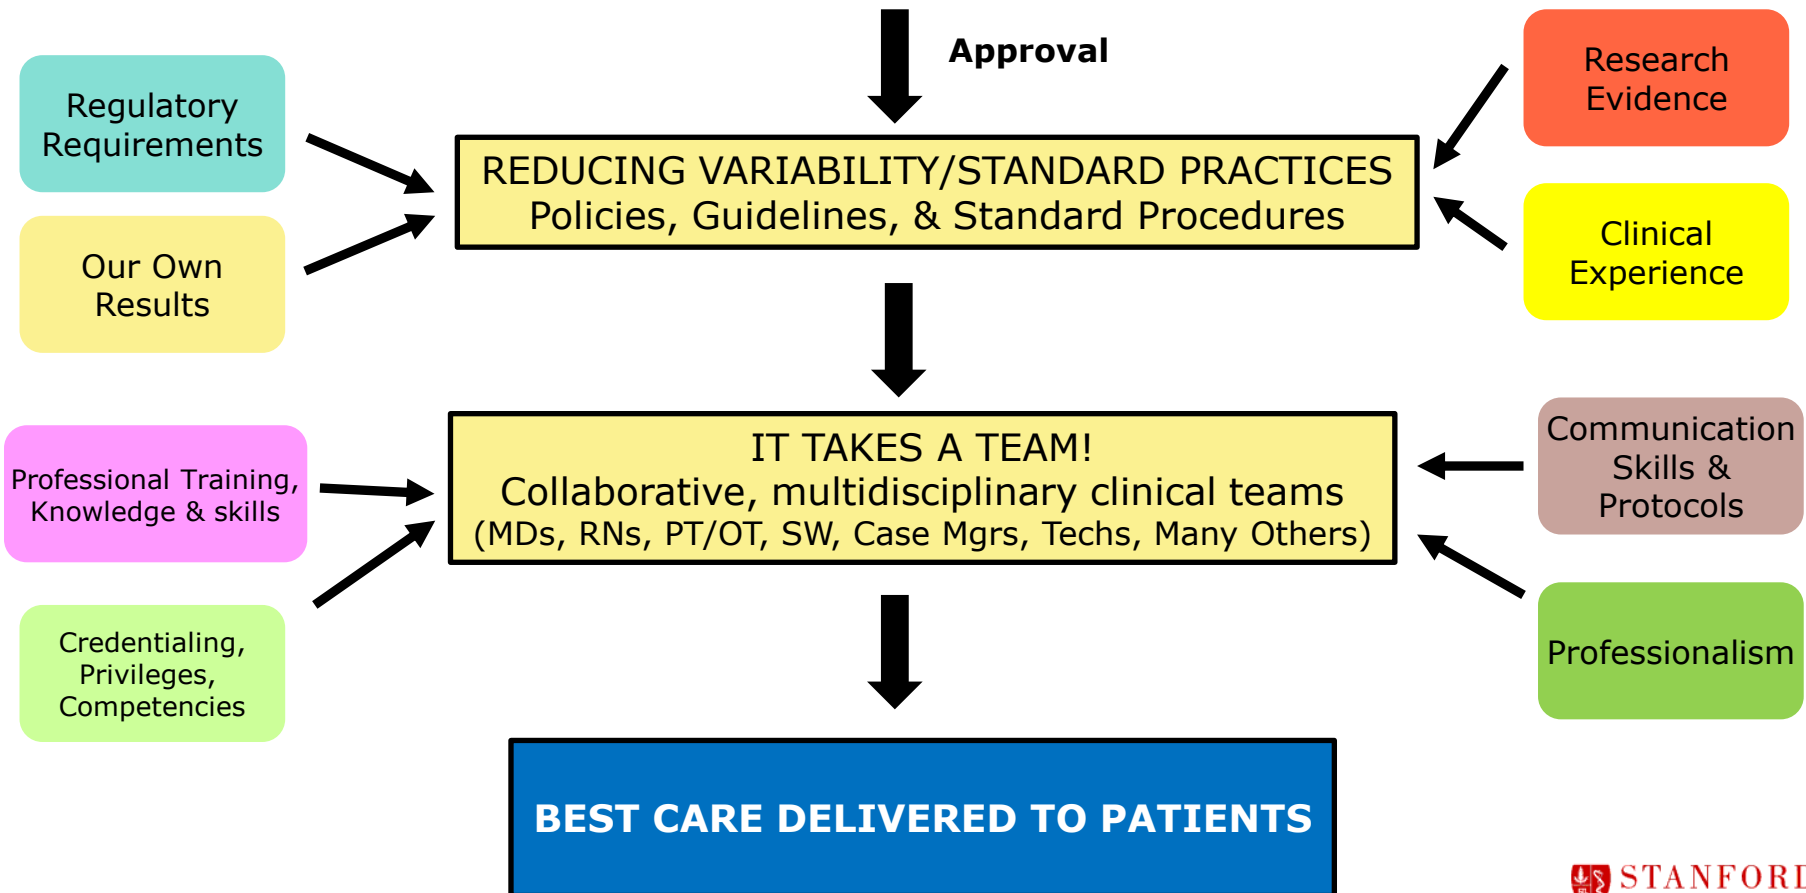 Approval
Regulatory
Requirements
Research
Evidence
REDUCING VARIABILITY/STANDARD PRACTICES
Policies, Guidelines, & Standard Procedures
Our Own
Results
Clinical
Experience
Professional Training,
Knowledge & skills
IT TAKES A TEAM!
Collaborative, multidisciplinary clinical teams
(MDs, RNs, PT/OT, SW, Case Mgrs, Techs, Many Others)
Communication
Skills &
Protocols
Credentialing,
Privileges,
Competencies
Professionalism
BEST CARE DELIVERED TO PATIENTS
STANFORD